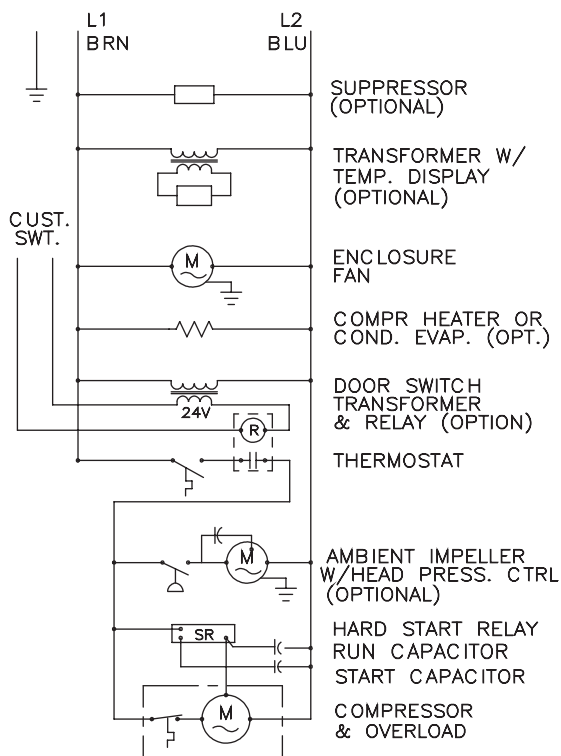 L1
L2
BRN
BLU
SUPPRESSOR
(OPTIONAL)
TRANSFORMER W/
TEMP. DISPLAY
(OPTIONAL)
CUST.
SWT.
M
ENCLOSURE
FAN
COMPR HEATER OR
COND. EVAP. (OPT.)
24V
DOOR SWITCH
TRANSFORMER
& RELAY (OPTION)
R
THERMOSTAT
M
AMBIENT IMPELLER
W/HEAD PRESS. CTRL
(OPTIONAL)
SR
HARD START RELAY
RUN CAPACITOR
START CAPACITOR
M
COMPRESSOR
& OVERLOAD